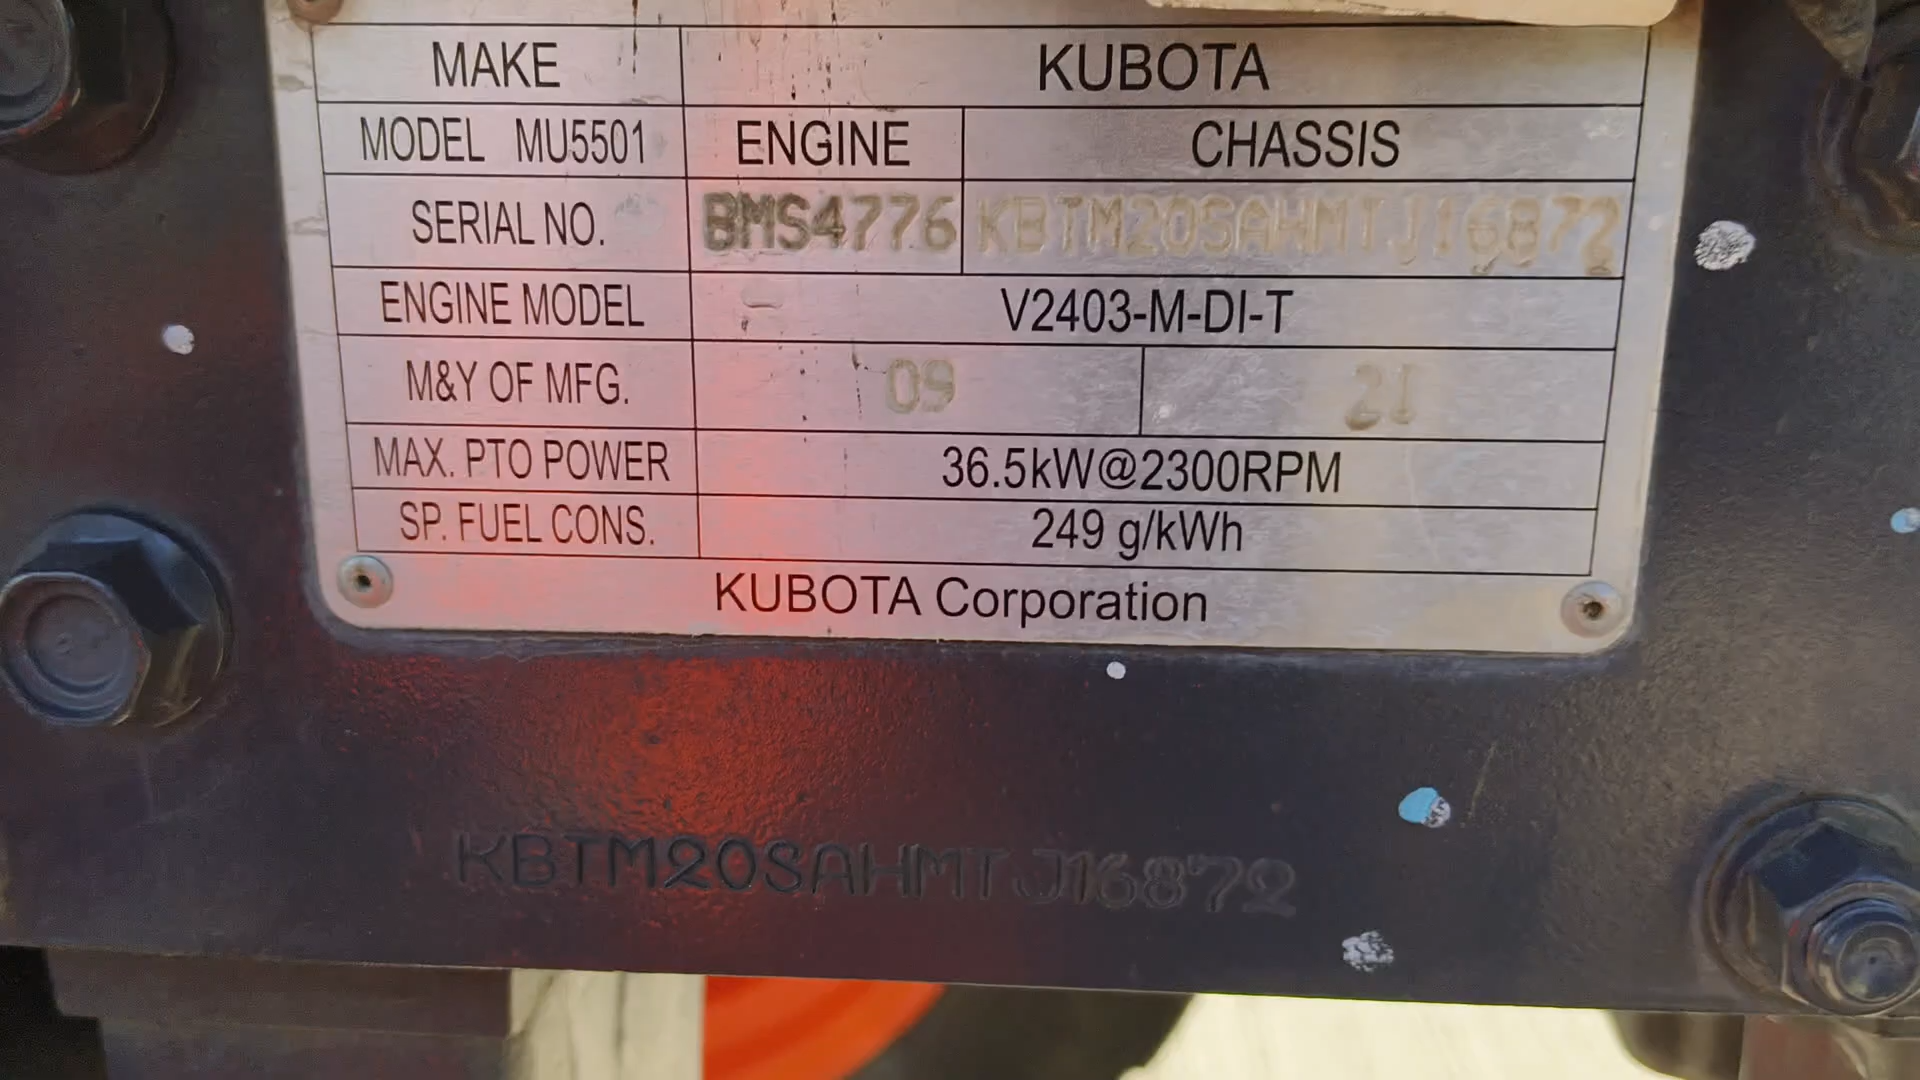 MAKE KUBOTA
MODEL MU5501 ENGINE CHASSIS
SERIAL NO. BMS4776 KBTM20SAHMTJ16872
ENGINE MODEL V2403-M-DI-T
M&Y OF MFG. 09 21
MAX. PTO POWER 36.5kW@2300RPM
SP. FUEL CONS. 249 g/kWh
KUBOTA Corporation
KBTM20SAHMTJ16872